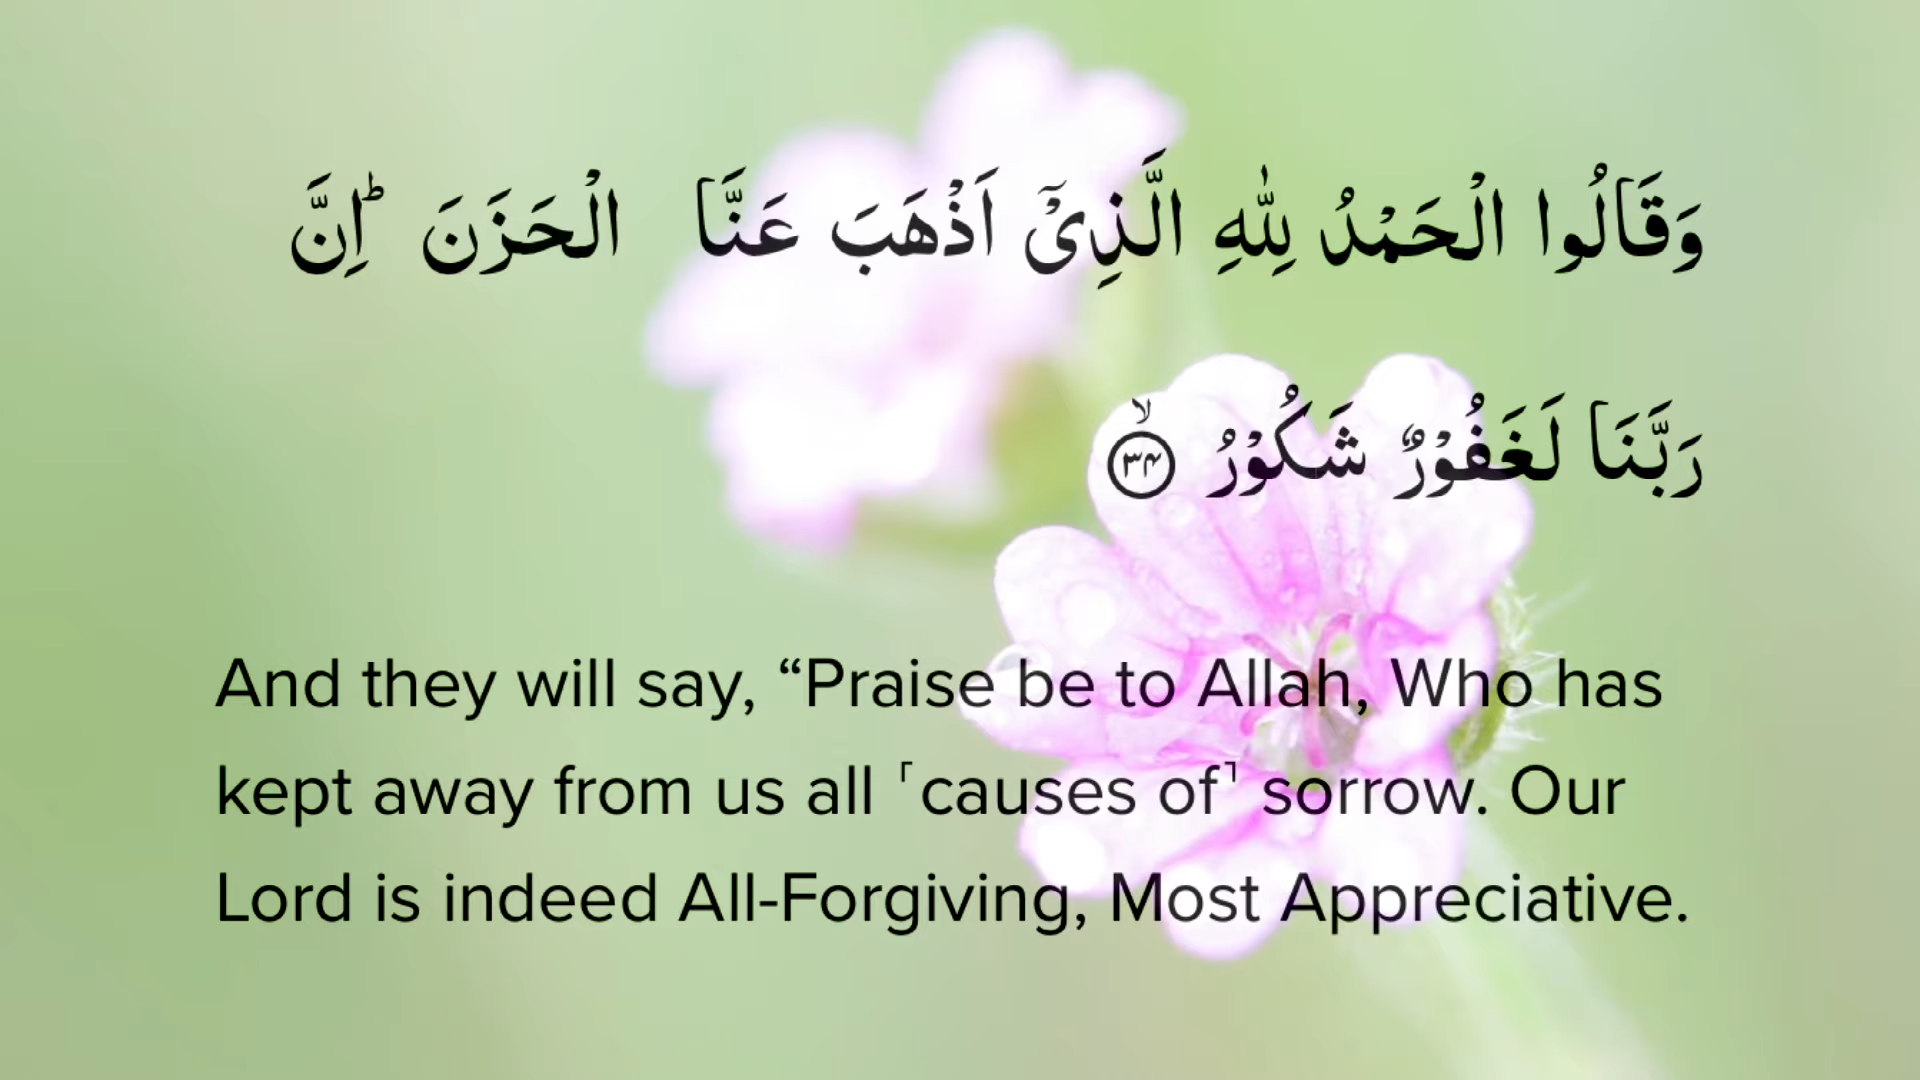 وَقَالُوا الْحَمْدُ لِلّٰهِ الَّذِیْۤ اَذْهَبَ عَنَّا الْحَزَنَ ؕ اِنَّ
رَبَّنَا لَغَفُوْرٌ شَكُوْرُ ۙ﴿۳۴﴾
And they will say, “Praise be to Allah, Who has
kept away from us all ⸢causes of⸣ sorrow. Our
Lord is indeed All-Forgiving, Most Appreciative.